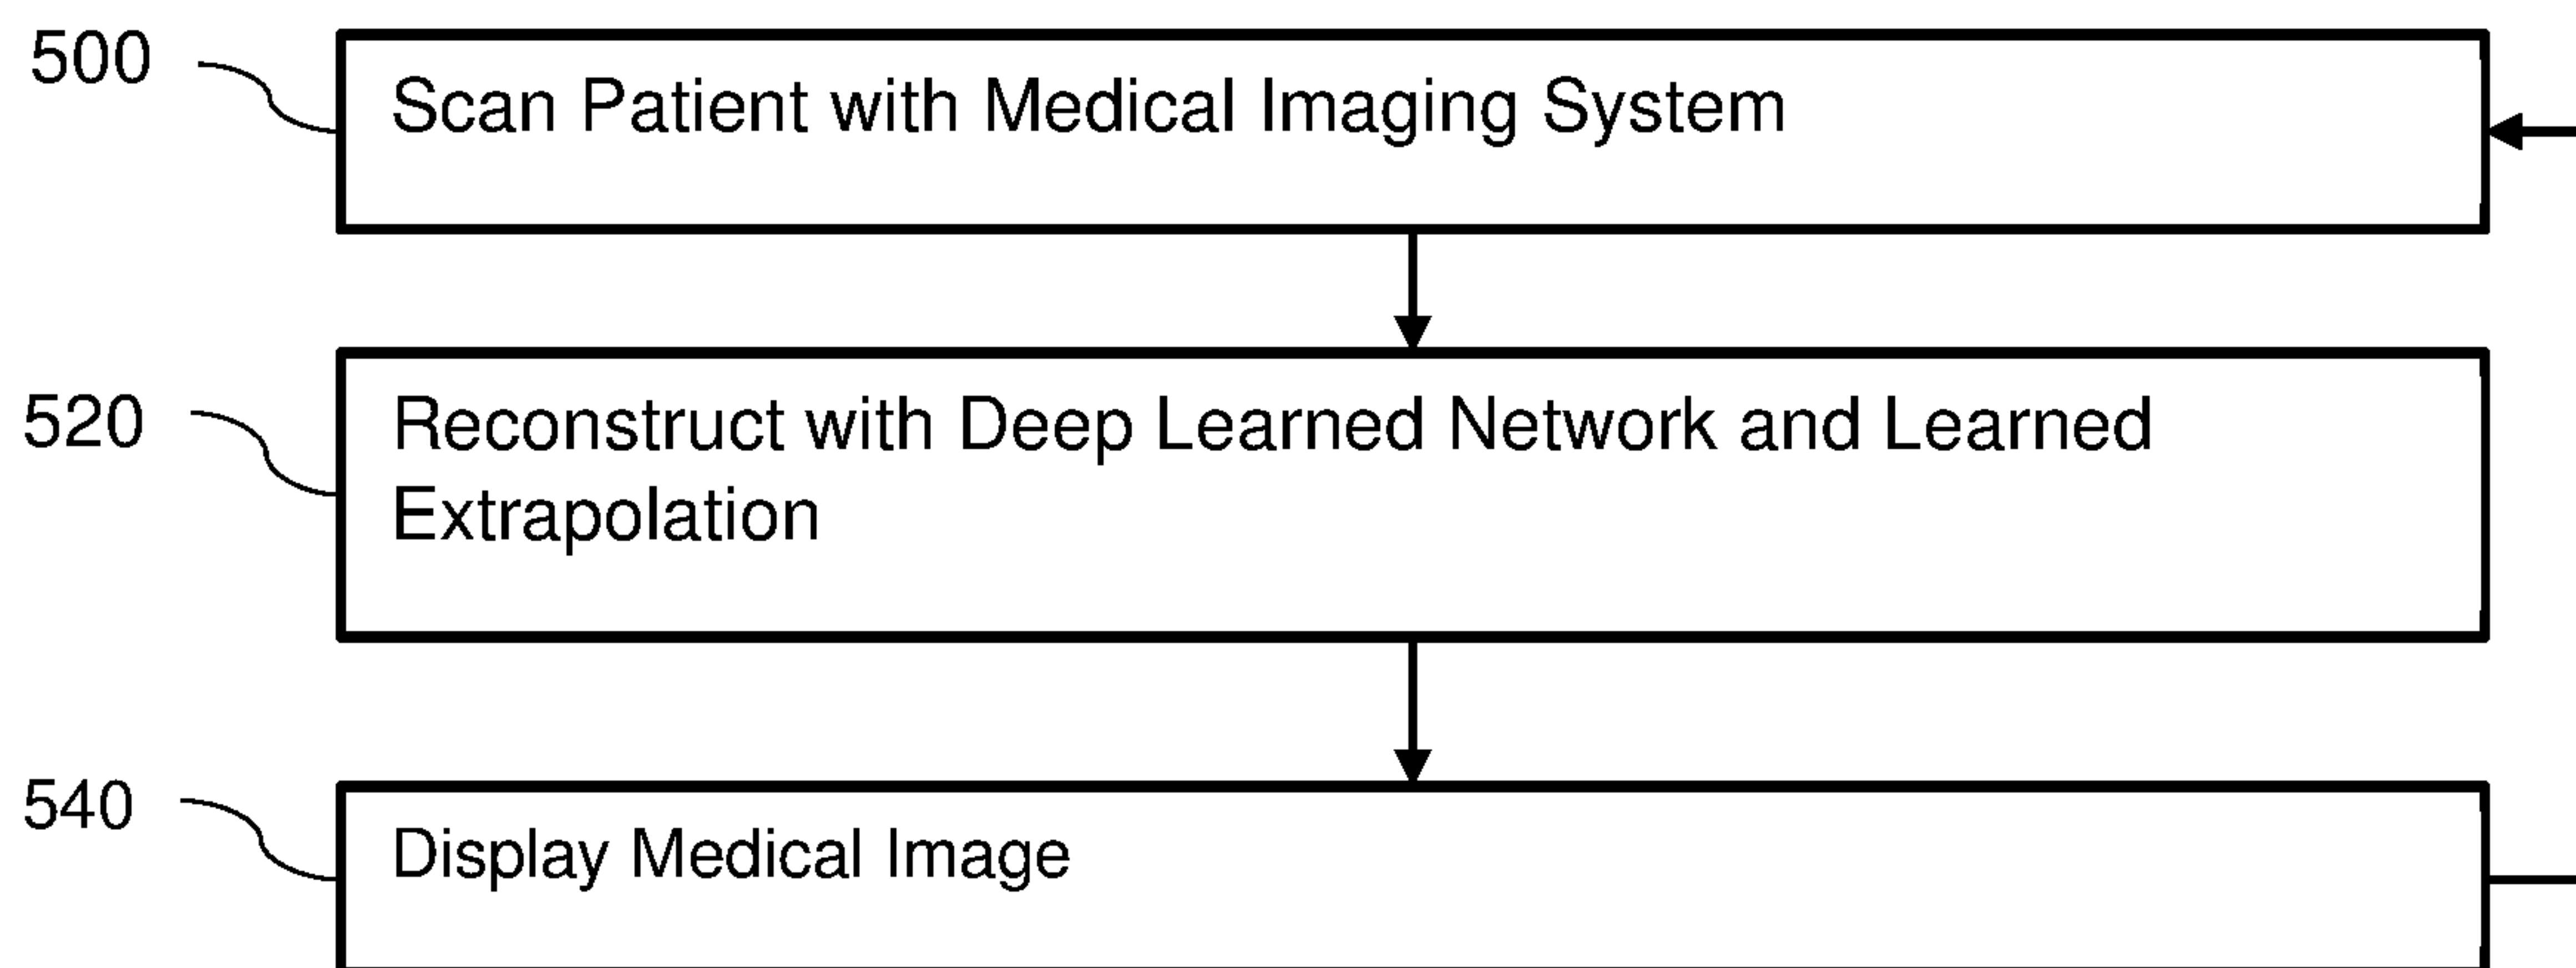 500
Scan Patient with Medical Imaging System
520
Reconstruct with Deep Learned Network and Learned
Extrapolation
540
Display Medical Image